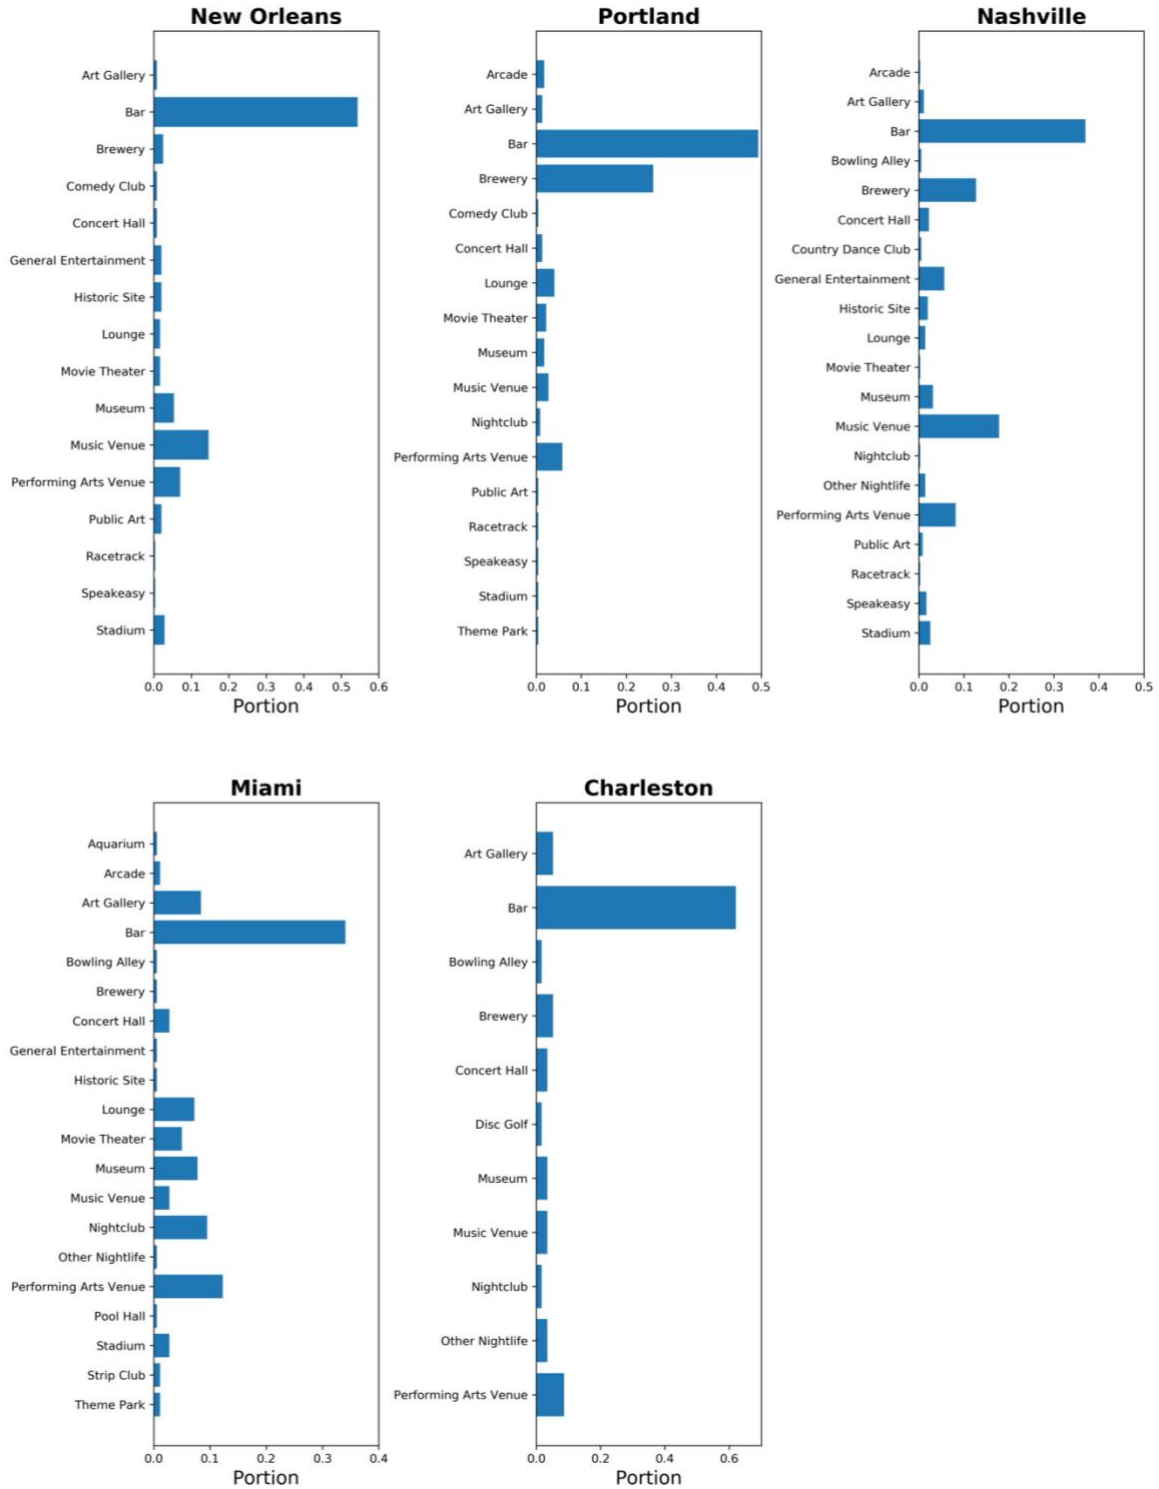 New Orleans
Art Gallery
Bar
Brewery
Comedy Club
Concert Hall
General Entertainment
Historic Site
Lounge
Movie Theater
Museum
Music Venue
Performing Arts Venue
Public Art
Racetrack
Speakeasy
Stadium
0.0 0.1 0.2 0.3 0.4 0.5 0.6
Portion
Portland
Arcade
Art Gallery
Bar
Brewery
Comedy Club
Concert Hall
Lounge
Movie Theater
Museum
Music Venue
Nightclub
Performing Arts Venue
Public Art
Racetrack
Speakeasy
Stadium
Theme Park
0.0 0.1 0.2 0.3 0.4 0.5
Portion
Nashville
Arcade
Art Gallery
Bar
Bowling Alley
Brewery
Concert Hall
Country Dance Club
General Entertainment
Historic Site
Lounge
Movie Theater
Museum
Music Venue
Nightclub
Other Nightlife
Performing Arts Venue
Public Art
Racetrack
Speakeasy
Stadium
0.0 0.1 0.2 0.3 0.4 0.5
Portion
Miami
Aquarium
Arcade
Art Gallery
Bar
Bowling Alley
Brewery
Concert Hall
General Entertainment
Historic Site
Lounge
Movie Theater
Museum
Music Venue
Nightclub
Other Nightlife
Performing Arts Venue
Pool Hall
Stadium
Strip Club
Theme Park
0.0 0.1 0.2 0.3 0.4
Portion
Charleston
Art Gallery
Bar
Bowling Alley
Brewery
Concert Hall
Disc Golf
Museum
Music Venue
Nightclub
Other Nightlife
Performing Arts Venue
0.0 0.2 0.4 0.6
Portion